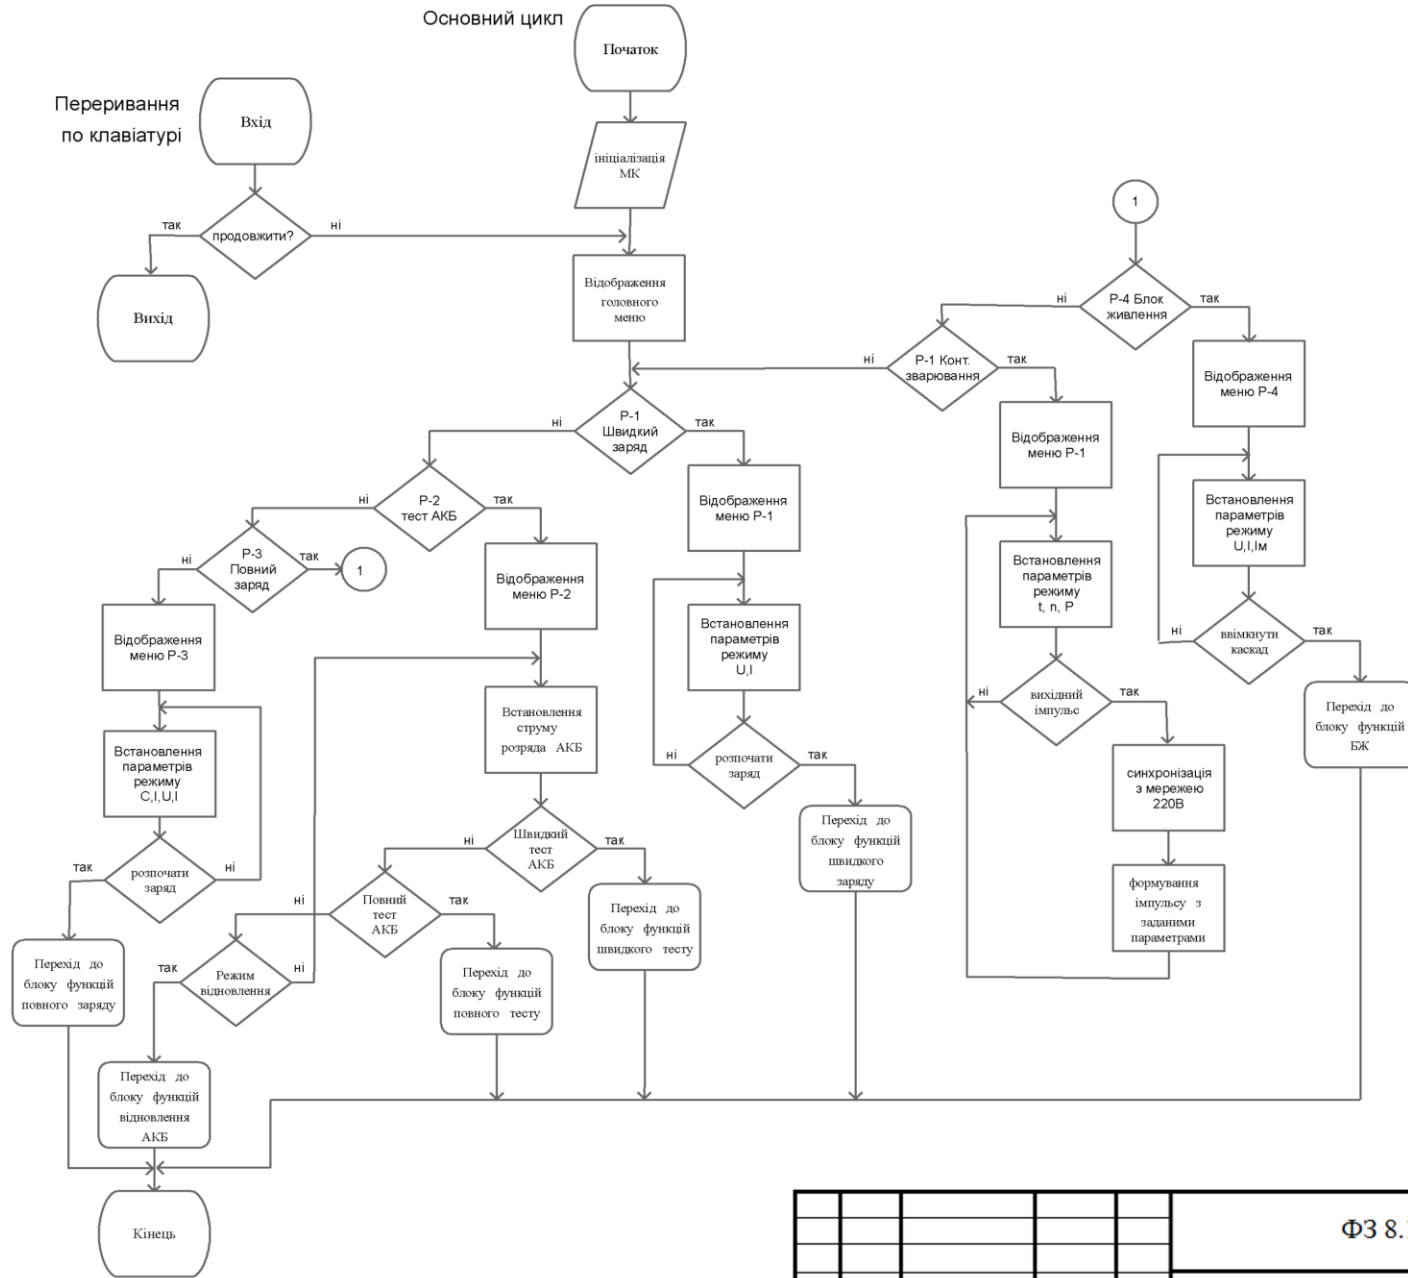 Основний цикл
Початок
Переривання
по клавіатурі
Вхід
ініціалізація
МК
продовжити?
так
ні
Вихід
Відображення
головного
меню
1
P-4 Блок
живлення
ні
так
P-1 Конт.
зварювання
ні
так
Відображення
меню P-4
P-1
Швидкий
заряд
ні
так
Відображення
меню P-1
P-2
тест АКБ
ні
так
Відображення
меню P-1
Встановлення
параметрів
режиму
U,I,Iм
P-3
Повний
заряд
ні
так
1
Відображення
меню P-2
Встановлення
параметрів
режиму
t, n, P
Відображення
меню P-3
Встановлення
параметрів
режиму
U,I
ввімкнути
каскад
ні
так
вихідний
імпульс
ні
так
Встановлення
струму
розряда АКБ
Перехід до
блоку функцій
БЖ
Встановлення
параметрів
режиму
C,I,U,I
розпочати
заряд
ні
так
синхронізація
з мережею
220В
Швидкий
тест
АКБ
ні
так
Перехід до
блоку функцій
швидкого
заряду
розпочати
заряд
так
ні
Повний
тест
АКБ
ні
так
Перехід до
блоку функцій
швидкого тесту
формування
імпульсу з
заданими
параметрами
Перехід до
блоку функцій
повного заряду
Режим
відновлення
так
ні
Перехід до
блоку функцій
повного тесту
Перехід до
блоку функцій
відновлення
АКБ
Кінець
ФЗ 8.